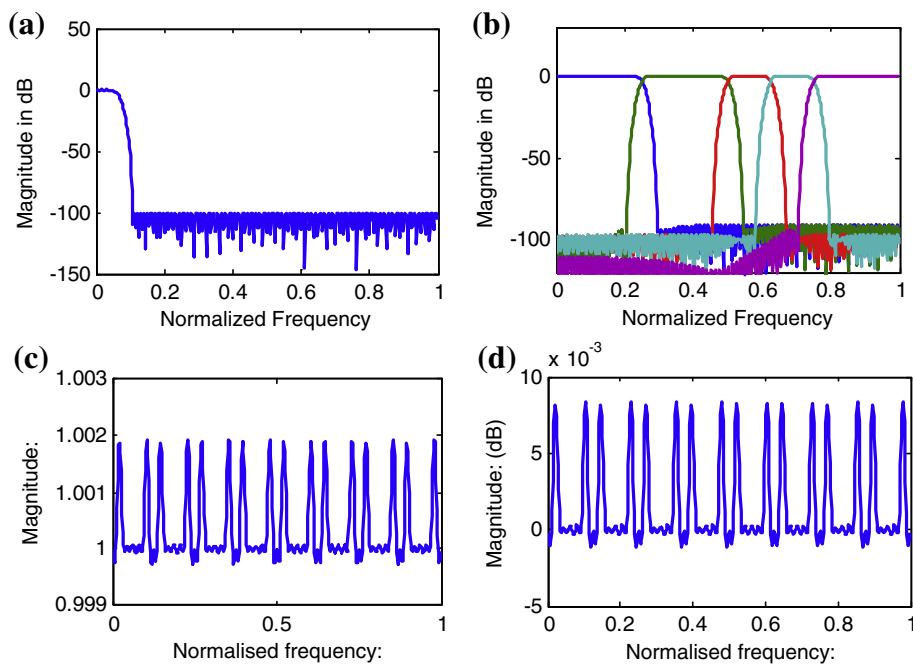 (a)
50
0
-50
-100
-150
Magnitude in dB
0 0.2 0.4 0.6 0.8 1
Normalized Frequency
(b)
0
-50
-100
Magnitude in dB
0 0.2 0.4 0.6 0.8 1
Normalized Frequency
(c)
1.003
1.002
1.001
1
0.999
Magnitude:
0 0.5 1
Normalised frequency:
(d)
x 10-3
10
5
0
-5
Magnitude: (dB)
0 0.2 0.4 0.6 0.8 1
Normalised frequency: